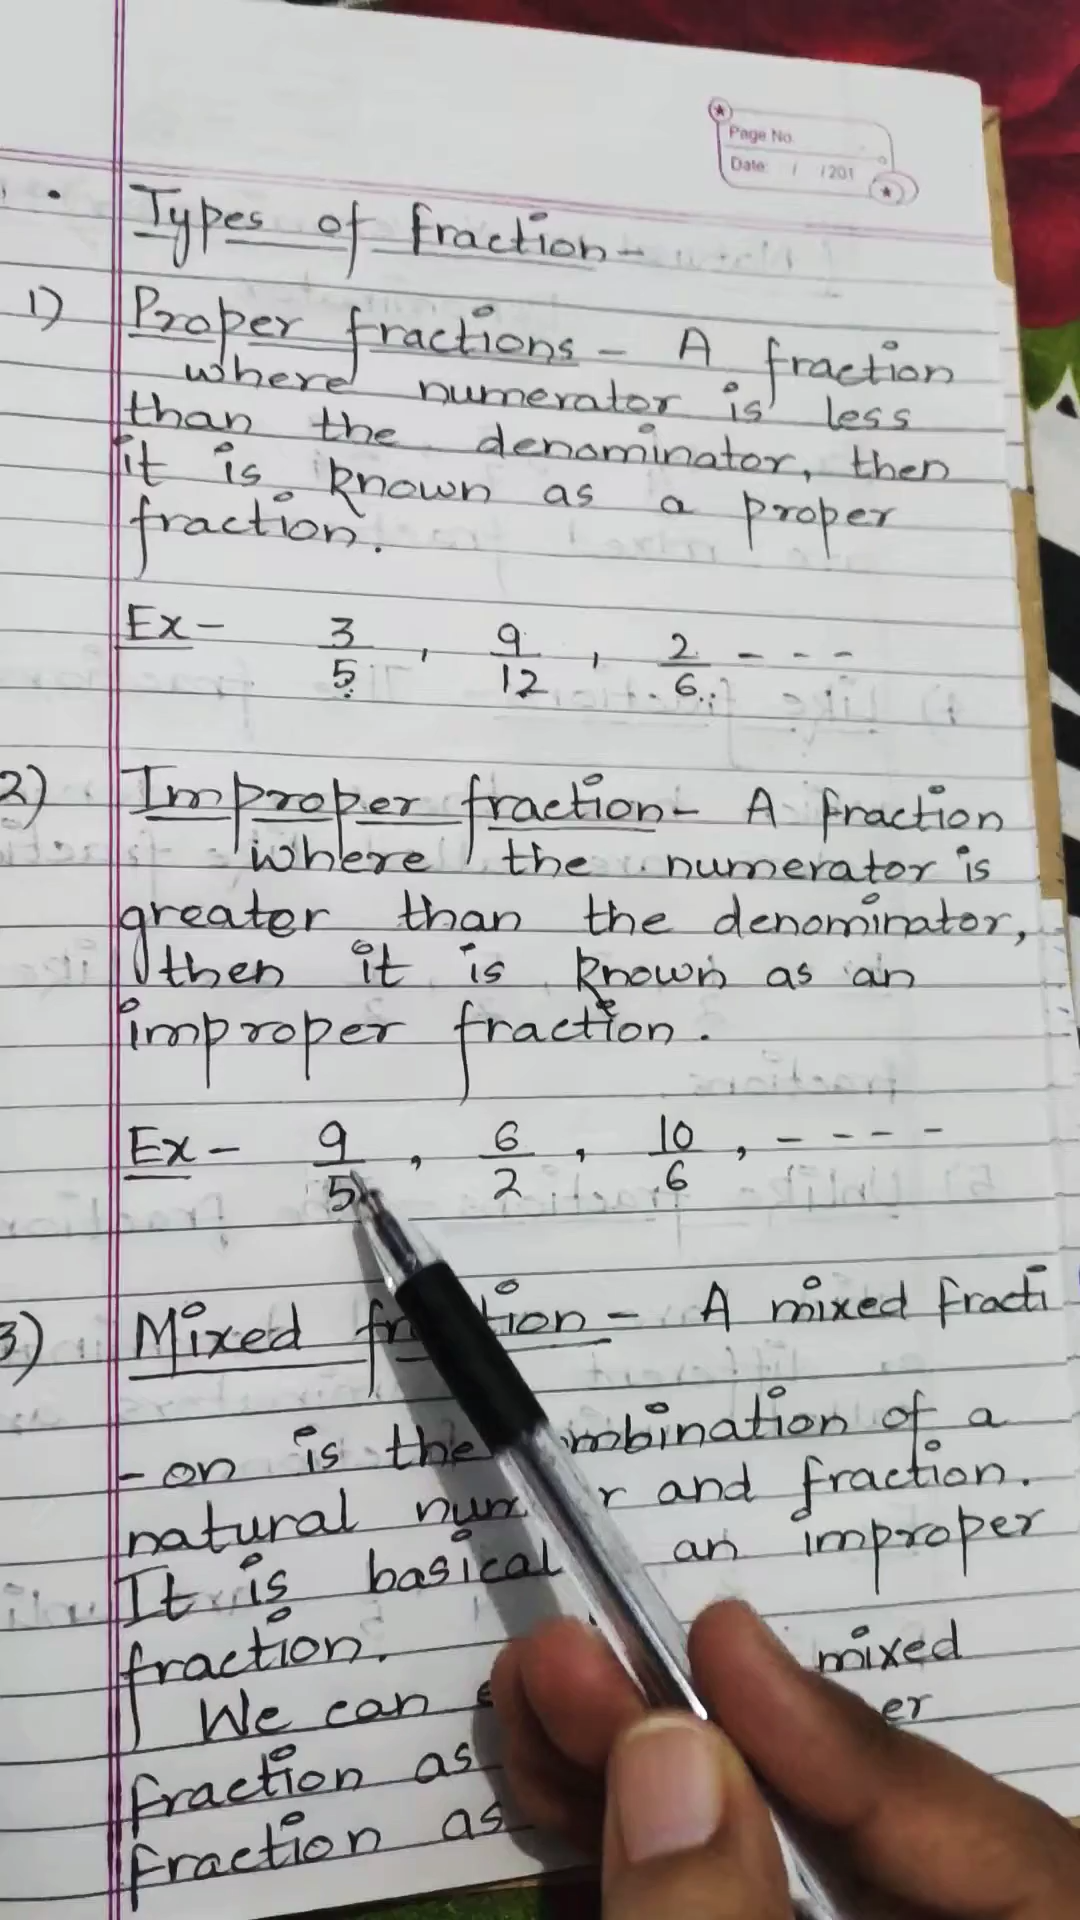 Page No.
Date: / /201
Types of fraction-
1) Proper fractions - A fraction
where numerator is less
than the denominator, then
it is known as a proper
fraction.
Ex- 3/5, 9/12, 2/6 - - -
2) Improper fraction- A fraction
where the numerator is
greater than the denominator,
then it is known as an
improper fraction.
Ex- 9/5, 6/2, 10/6, - - - -
3) Mixed - A mixed fracti
-on is the of a
natural and fraction.
It is an improper
fraction.
We can mixed
fraction as
fraction as